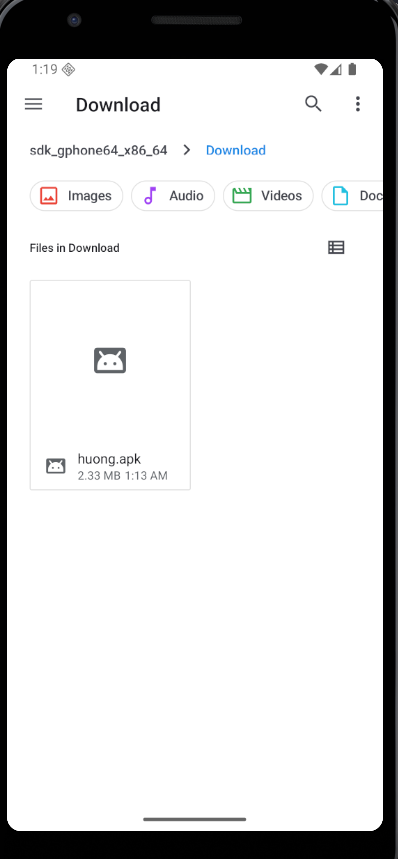 1:19
Download
sdk_gphone64_x86_64 > Download
Images Audio Videos Doc
Files in Download
huong.apk
2.33 MB 1:13 AM